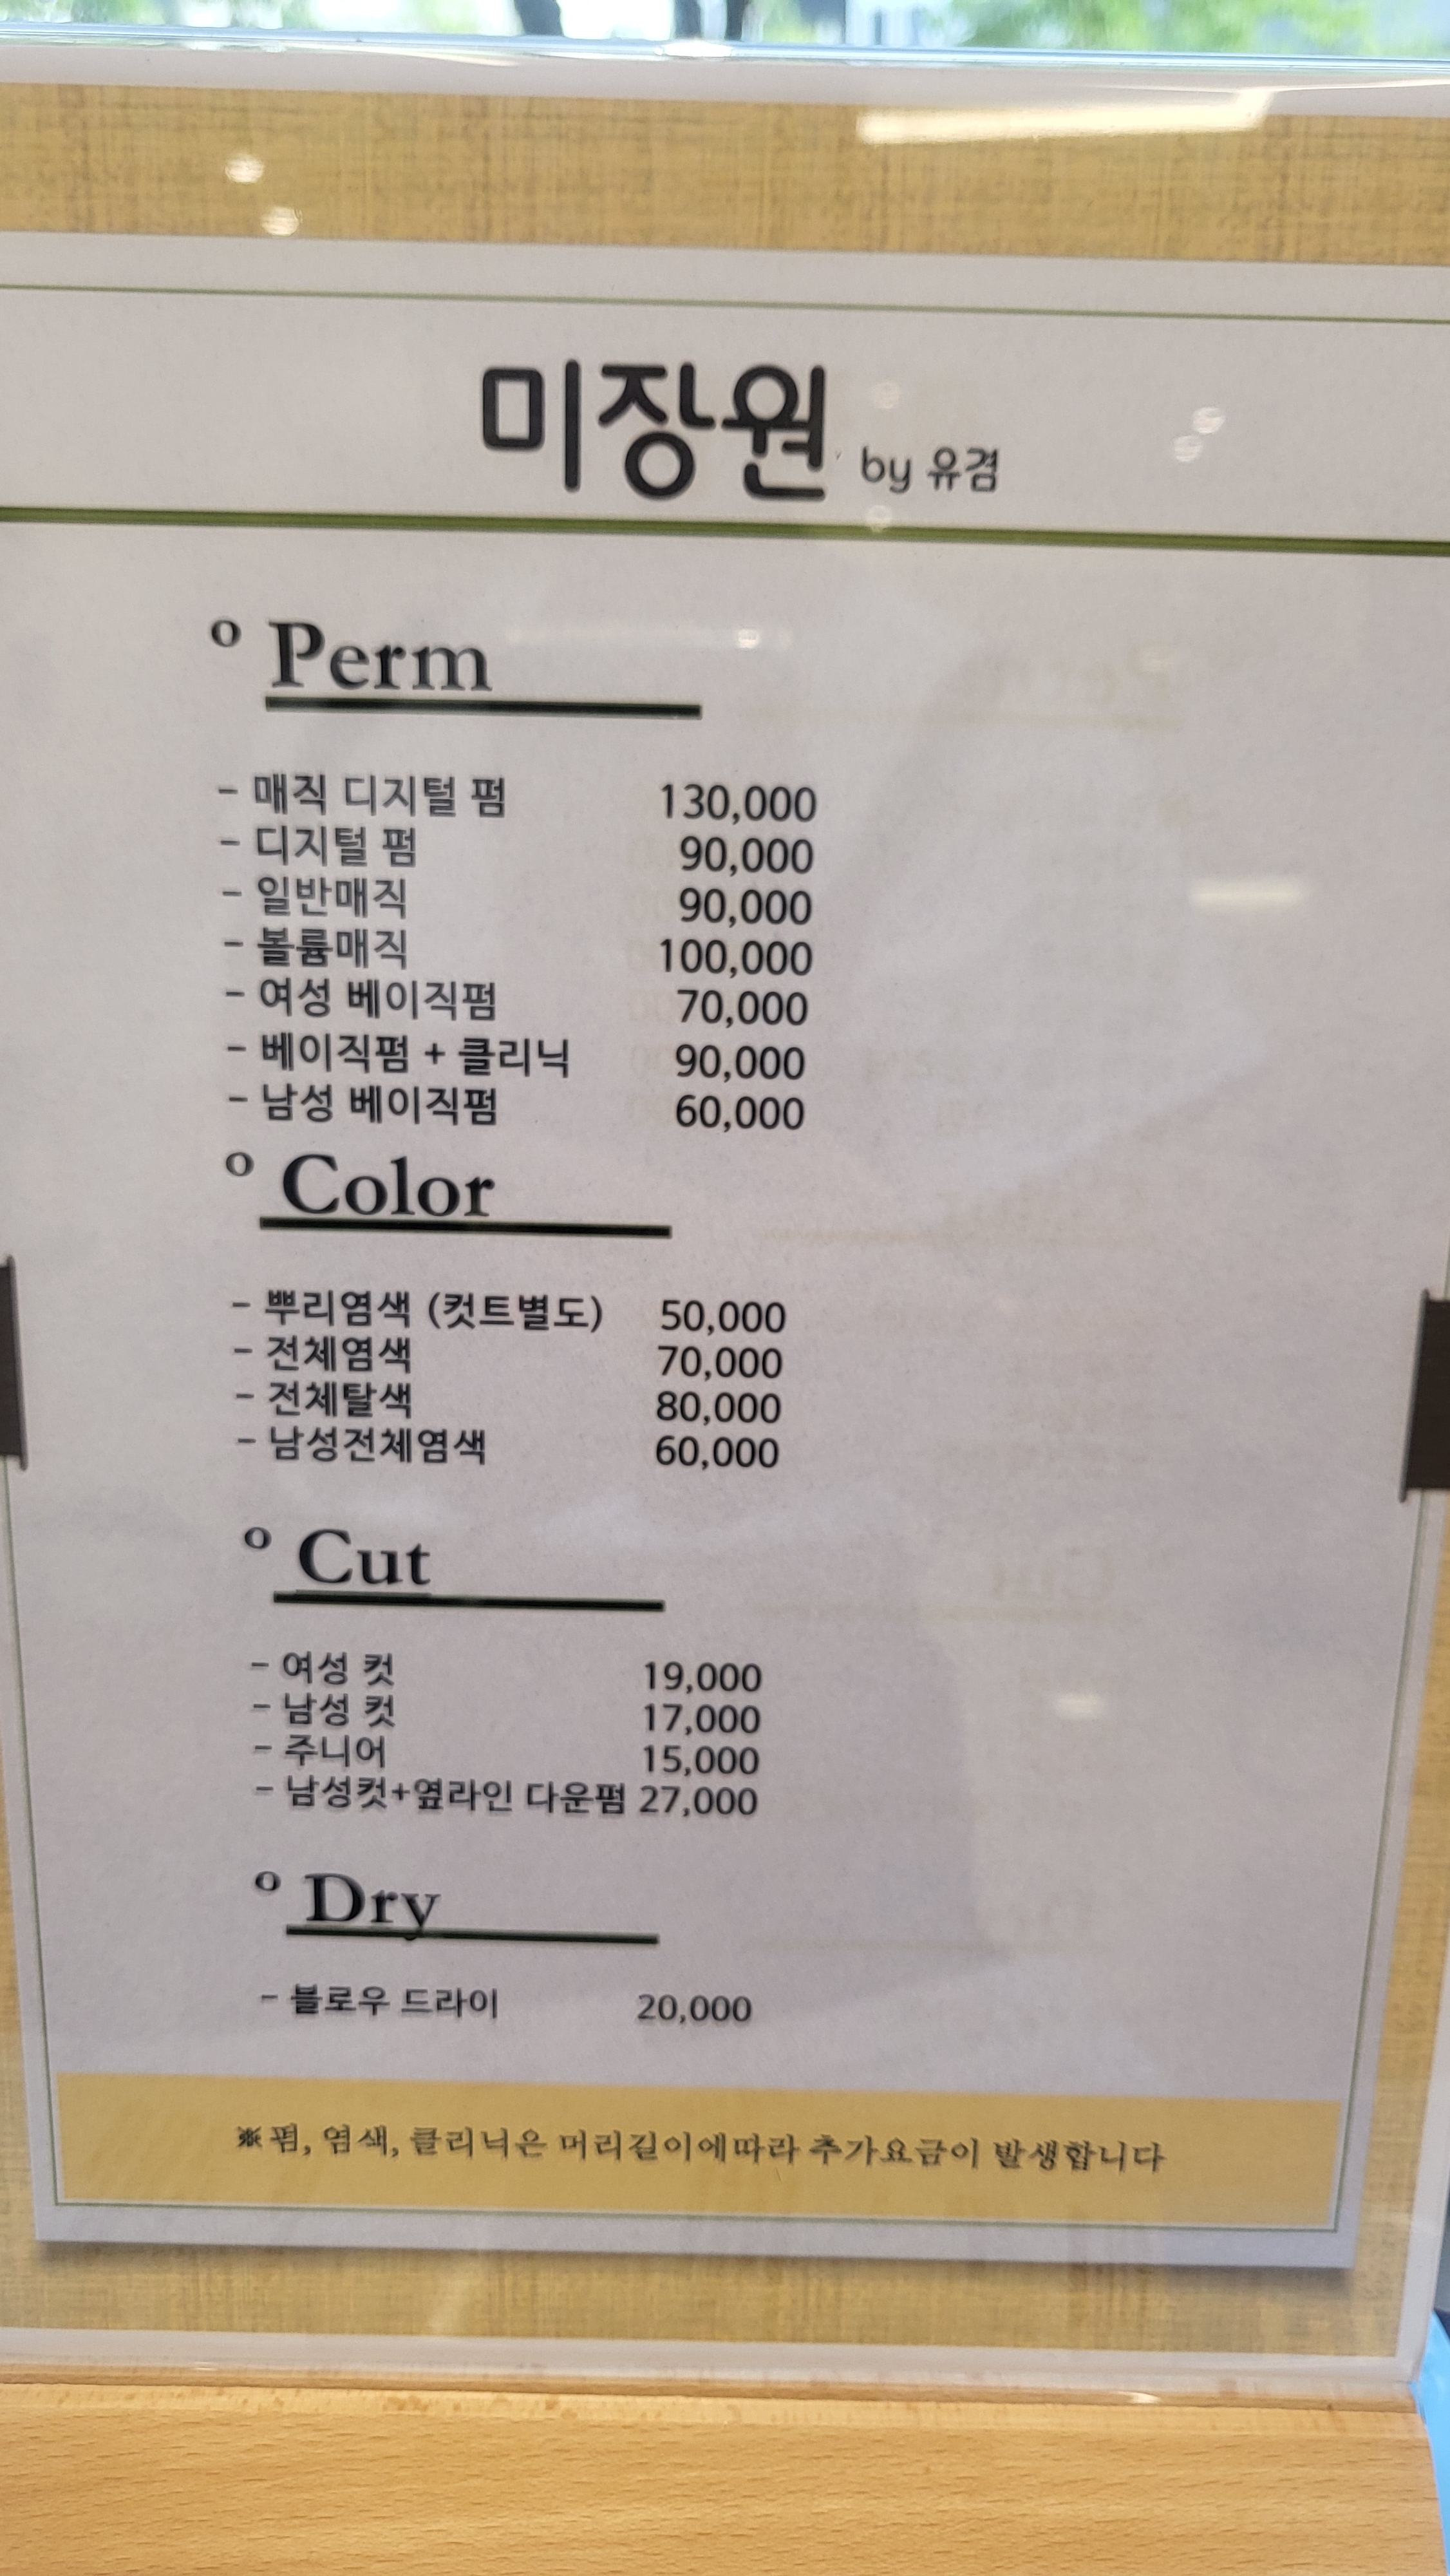 미장원 by 유겸
° Perm
- 매직 디지털 펌 130,000
- 디지털 펌 90,000
- 일반매직 90,000
- 볼륨매직 100,000
- 여성 베이직펌 70,000
- 베이직펌 + 클리닉 90,000
- 남성 베이직펌 60,000
° Color
- 뿌리염색 (컷트별도) 50,000
- 전체염색 70,000
- 전체탈색 80,000
- 남성전체염색 60,000
° Cut
- 여성 컷 19,000
- 남성 컷 17,000
- 주니어 15,000
- 남성컷+옆라인 다운펌 27,000
° Dry
- 블로우 드라이 20,000
※펌, 염색, 클리닉은 머리길이에따라 추가요금이 발생합니다